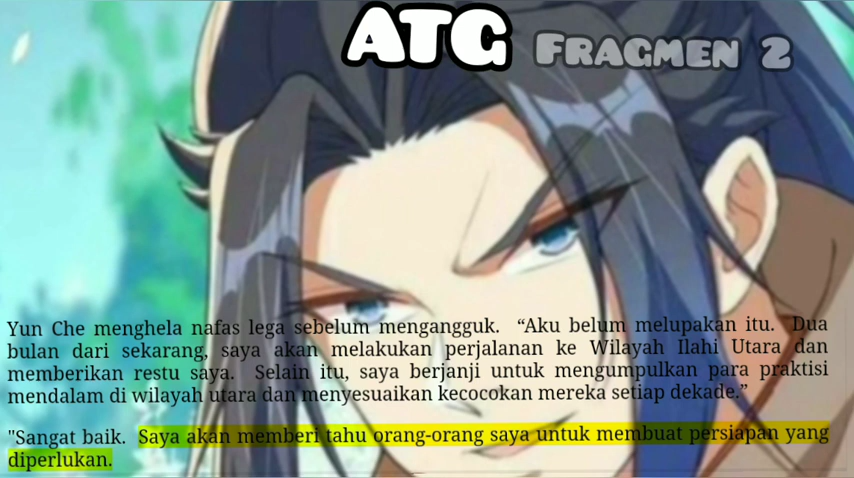 ATG FRAGMEN 2
Yun Che menghela nafas lega sebelum mengangguk. “Aku belum melupakan itu. Dua
bulan dari sekarang, saya akan melakukan perjalanan ke Wilayah Ilahi Utara dan
memberikan restu saya. Selain itu, saya berjanji untuk mengumpulkan para praktisi
mendalam di wilayah utara dan menyesuaikan kecocokan mereka setiap dekade.”
"Sangat baik. Saya akan memberi tahu orang-orang saya untuk membuat persiapan yang
diperlukan.